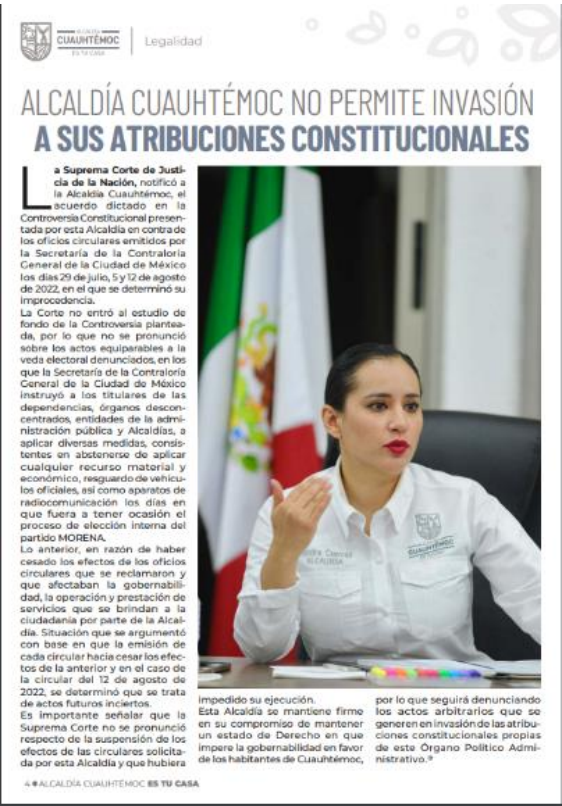 ALCALDÍA
CUAUHTÉMOC
ES TU CASA
Legalidad
ALCALDÍA CUAUHTÉMOC NO PERMITE INVASIÓN
A SUS ATRIBUCIONES CONSTITUCIONALES
La Suprema Corte de Justi-
cia de la Nación, notificó a
la Alcaldía Cuauhtémoc, el
acuerdo dictado en la
Controversia Constitucional presen-
tada por esta Alcaldía en contra de
los oficios circulares emitidos por
la Secretaría de la Contraloría
General de la Ciudad de México
los días 29 de julio, 5 y 12 de agosto
de 2022, en el que se determinó su
improcedencia.
La Corte no entró al estudio de
fondo de la Controversia plantea-
da, por lo que no se pronunció
sobre los actos equiparables a la
veda electoral denunciados, en los
que la Secretaría de la Contraloría
General de la Ciudad de México
instruyó a los titulares de las
dependencias, órganos descon-
centrados, entidades de la admi-
nistración pública y Alcaldías, a
aplicar diversas medidas, consis-
tentes en abstenerse de aplicar
cualquier recurso material y
económico, resguardo de vehícu-
los oficiales, así como aparatos de
radiocomunicación los días en
que fuera a tener ocasión el
proceso de elección interna del
partido MORENA.
Lo anterior, en razón de haber
cesado los efectos de los oficios
circulares que se reclamaron y
que afectaban la gobernabili-
dad, la operación y prestación de
servicios que se brindan a la
ciudadanía por parte de la Alcal-
día. Situación que se argumentó
con base en que la emisión de
cada circular hacía cesar los efec-
tos de la anterior y en el caso de
la circular del 12 de agosto de
2022, se determinó que se trata
de actos futuros inciertos.
Es importante señalar que la
Suprema Corte no se pronunció
respecto de la suspensión de los
efectos de las circulares solicita-
da por esta Alcaldía y que hubiera
impedido su ejecución.
Esta Alcaldía se mantiene firme
en su compromiso de mantener
un estado de Derecho en que
impere la gobernabilidad en favor
de los habitantes de Cuauhtémoc,
por lo que seguirá denunciando
los actos arbitrarios que se
generen en invasión de las atribu-
ciones constitucionales propias
de este Órgano Político Admi-
nistrativo.
CUAUHTÉMOC
ALCALDESA
4 ALCALDÍA CUAUHTÉMOC ES TU CASA